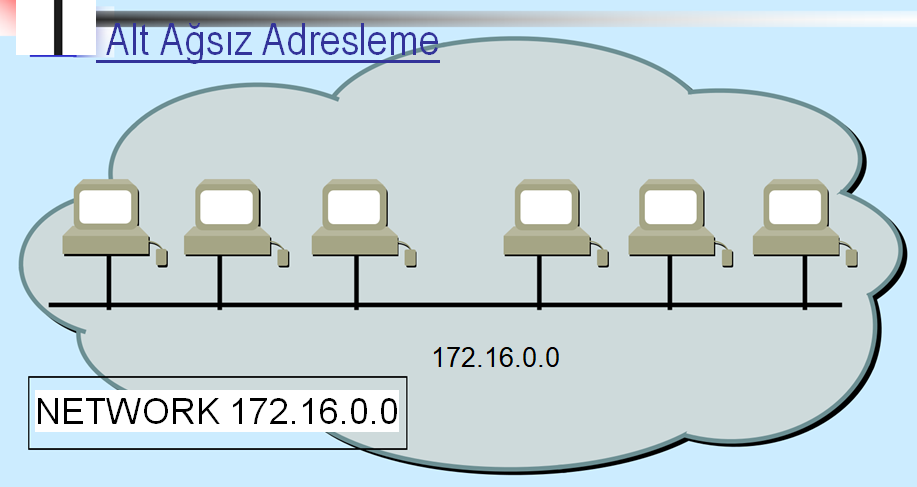 Alt Ağsız Adresleme
172.16.0.0
NETWORK 172.16.0.0